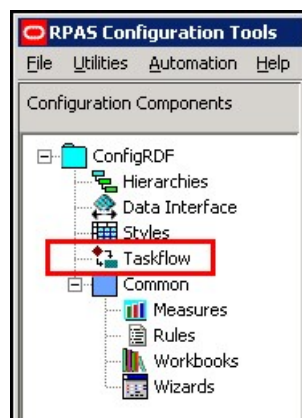 RPAS Configuration Tools
File Utilities Automation Help
Configuration Components
ConfigRDF
Hierarchies
Data Interface
Styles
Taskflow
Common
Measures
Rules
Workbooks
Wizards